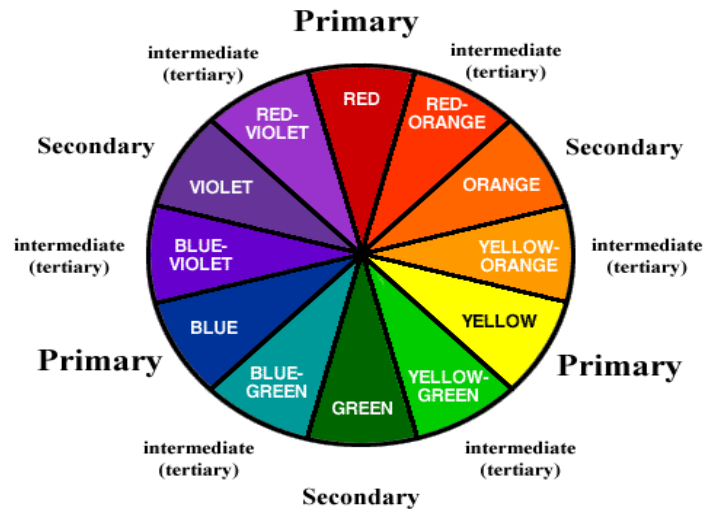 Primary
intermediate
(tertiary)
intermediate
(tertiary)
RED
RED-
VIOLET
RED-
ORANGE
Secondary
Secondary
VIOLET
ORANGE
intermediate
(tertiary)
BLUE-
VIOLET
YELLOW-
ORANGE
intermediate
(tertiary)
BLUE
YELLOW
Primary
Primary
BLUE-
GREEN
GREEN
YELLOW-
GREEN
intermediate
(tertiary)
intermediate
(tertiary)
Secondary